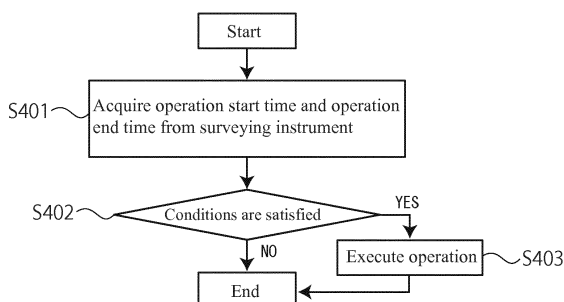 Start
S401
Acquire operation start time and operation
end time from surveying instrument
S402
Conditions are satisfied
YES
NO
Execute operation
S403
End